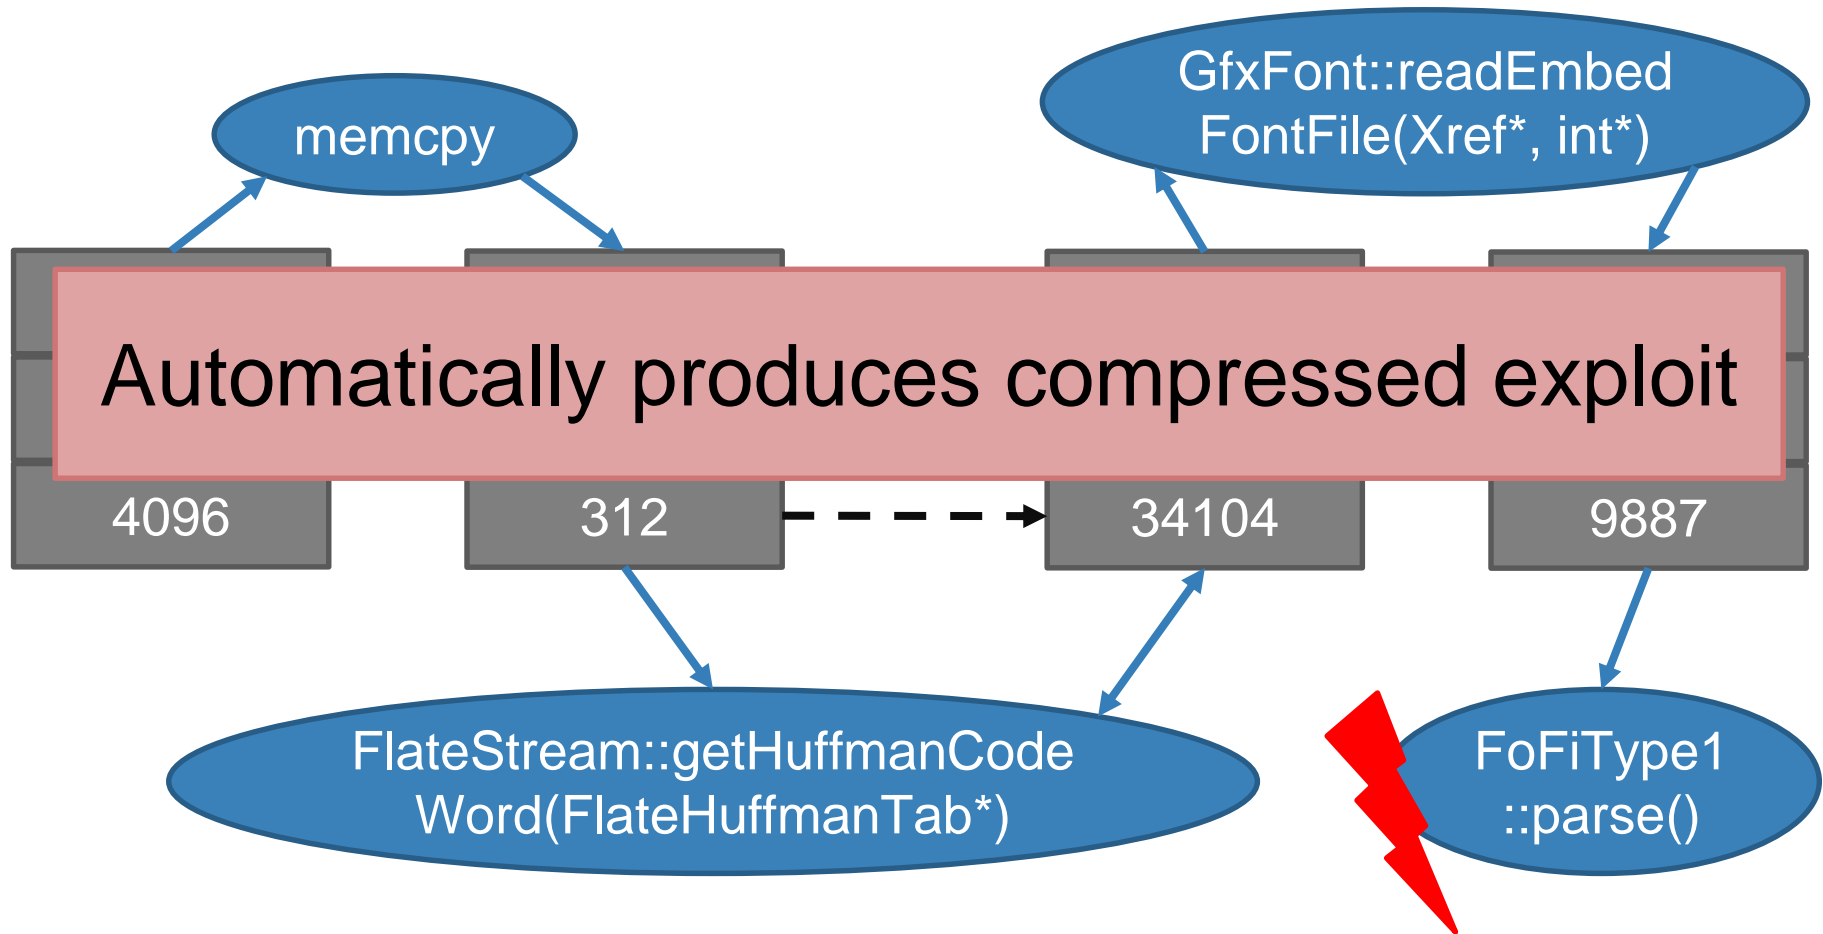 memcpy
GfxFont::readEmbed
FontFile(Xref*, int*)
Automatically produces compressed exploit
4096
312
34104
9887
FlateStream::getHuffmanCode
Word(FlateHuffmanTab*)
FoFiType1
::parse()